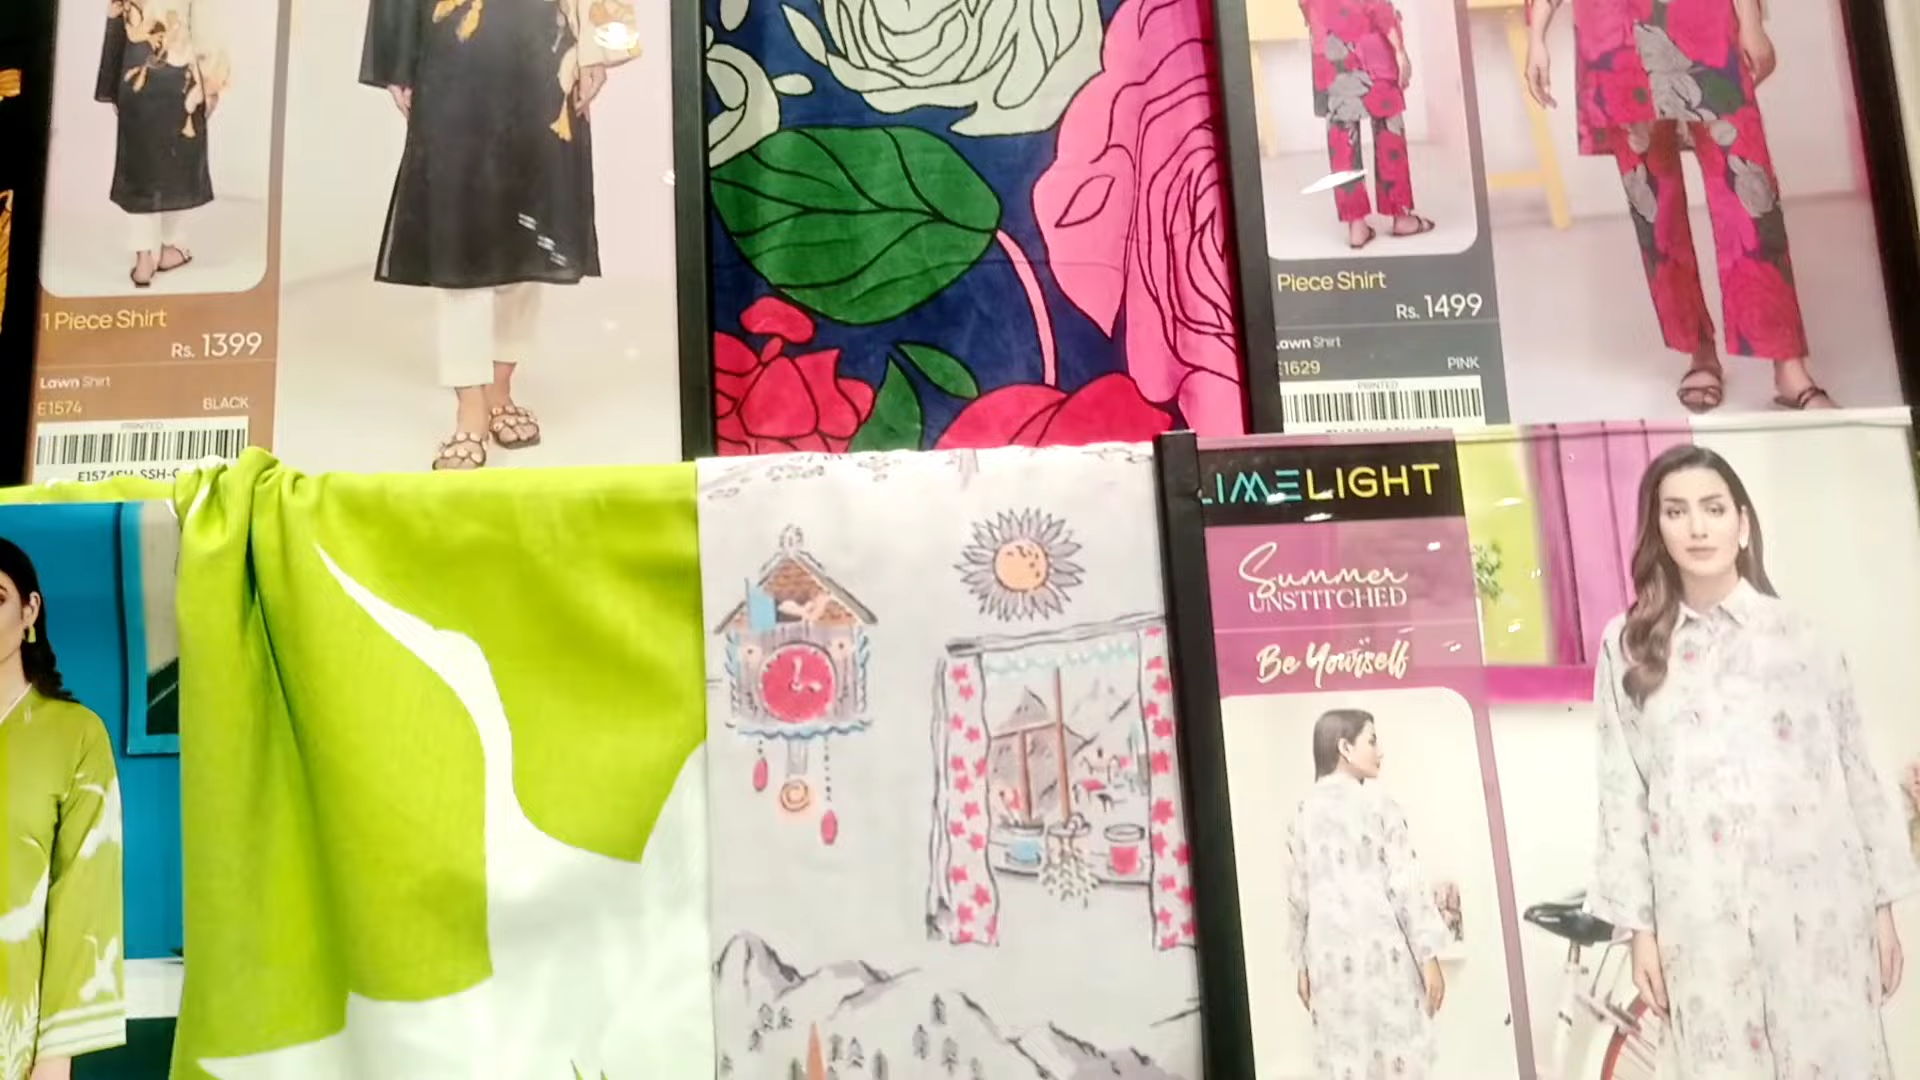 1 Piece Shirt
Rs. 1399
Lawn Shirt
E1574
BLACK
PRINTED
Piece Shirt
Rs. 1499
Lawn Shirt
E1629
PINK
PRINTED
LIMELIGHT
Summer
UNSTITCHED
Be Yourself